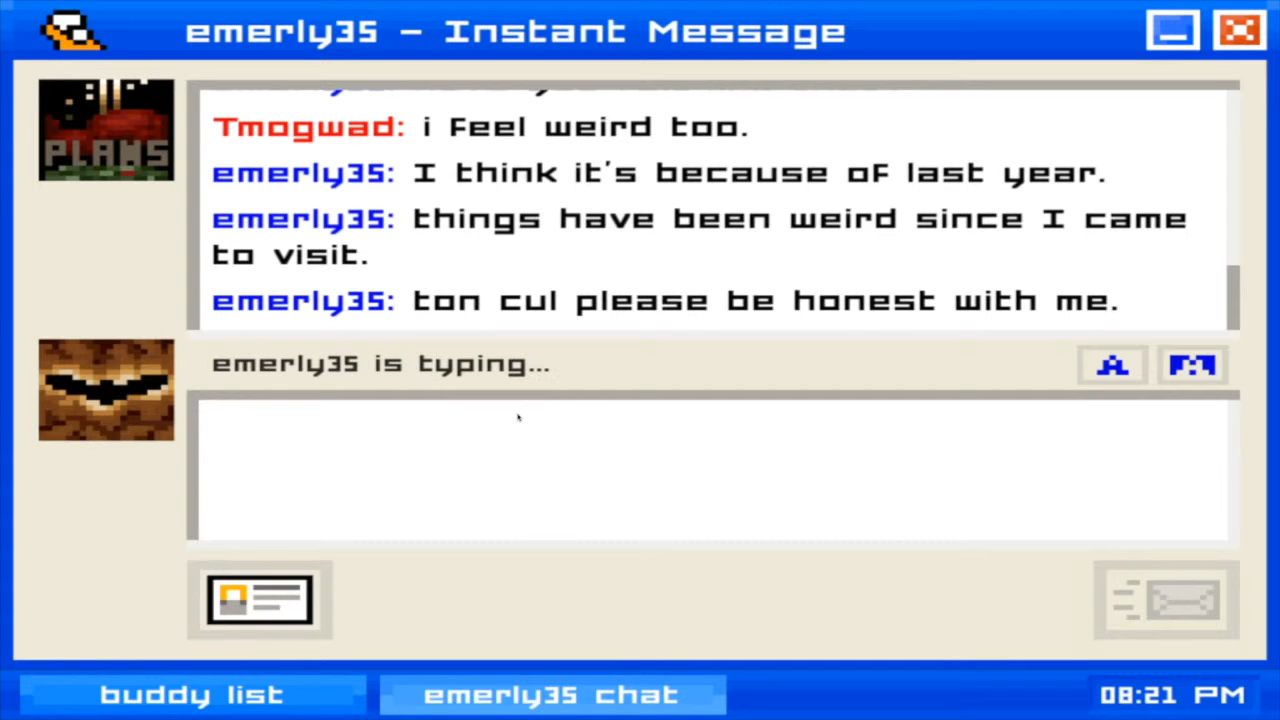 emerly35 - Instant Message
PLANS
Tmogwad: i feel weird too.
emerly35: I think it's because of last year.
emerly35: things have been weird since I came
to visit.
emerly35: ton cul please be honest with me.
emerly35 is typing...
A
buddy list
emerly35 chat
08:21 PM